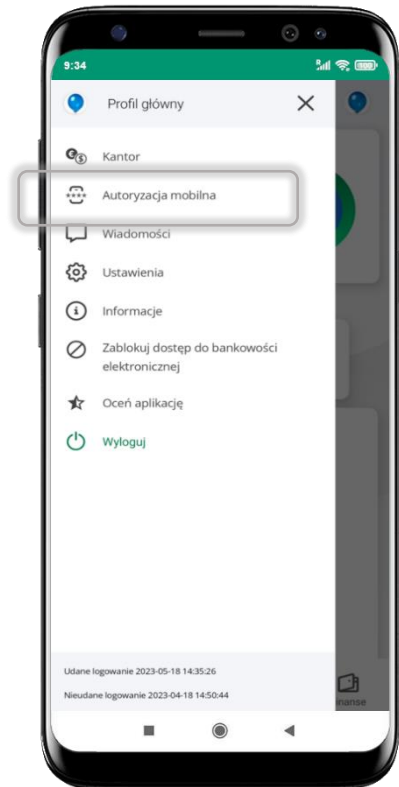 9:34
100
Profil główny
Kantor
Autoryzacja mobilna
Wiadomości
Ustawienia
Informacje
Zablokuj dostęp do bankowości
elektronicznej
Oceń aplikację
Wyloguj
Udane logowanie 2023-05-18 14:35:26
Nieudane logowanie 2023-04-18 14:50:44
inanse